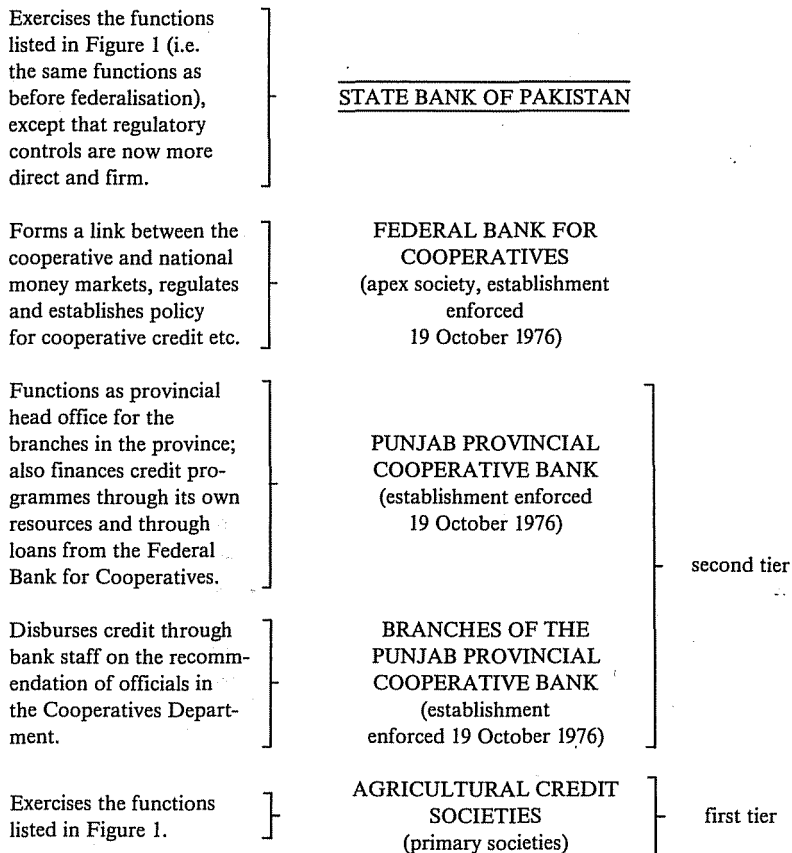 Exercises the functions
listed in Figure 1 (i.e.
the same functions as
before federalisation),
except that regulatory
controls are now more
direct and firm.
STATE BANK OF PAKISTAN
Forms a link between the
cooperative and national
money markets, regulates
and establishes policy
for cooperative credit etc.
FEDERAL BANK FOR
COOPERATIVES
(apex society, establishment
enforced
19 October 1976)
Functions as provincial
head office for the
branches in the province;
also finances credit pro-
grammes through its own
resources and through
loans from the Federal
Bank for Cooperatives.
PUNJAB PROVINCIAL
COOPERATIVE BANK
(establishment enforced
19 October 1976)
second tier
Disburses credit through
bank staff on the recomm-
endation of officials in
the Cooperatives Depart-
ment.
BRANCHES OF THE
PUNJAB PROVINCIAL
COOPERATIVE BANK
(establishment
enforced 19 October 1976)
Exercises the functions
listed in Figure 1.
AGRICULTURAL CREDIT
SOCIETIES
(primary societies)
first tier